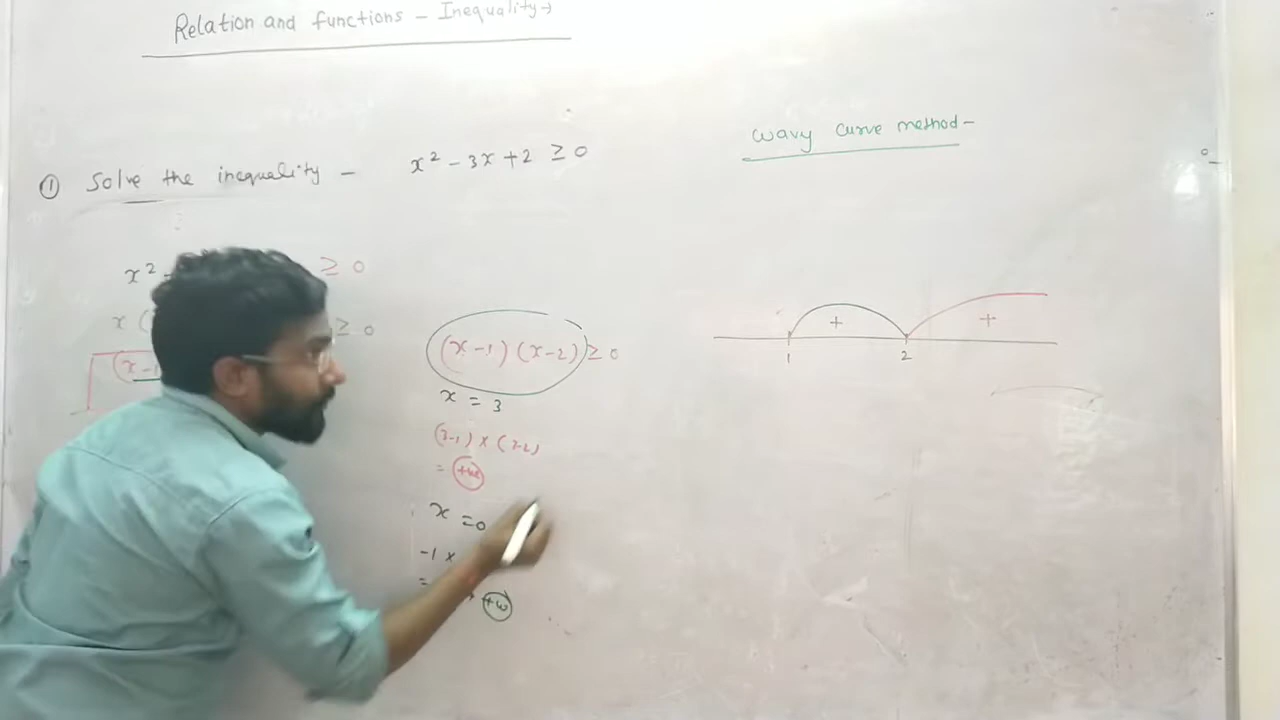 Relation and functions - Inequality →
① Solve the inequality - x² - 3x + 2 ≥ 0
x² - ≥ 0
x ( ≥ 0
(x-1
(x-1) (x-2) ≥ 0
x = 3
(3-1) x (3-2)
= +ve
x = 0
-1 x
=
+ve
Wavy Curve method -
+ +
1 2